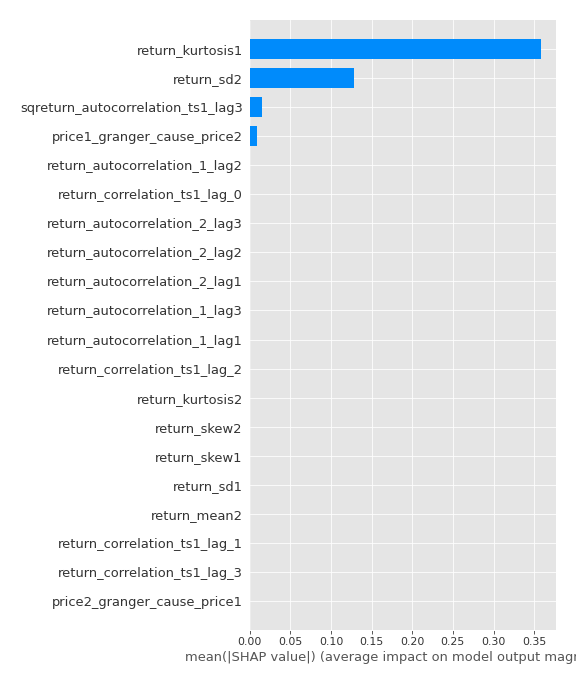 return_kurtosis1
return_sd2
sqreturn_autocorrelation_ts1_lag3
price1_granger_cause_price2
return_autocorrelation_1_lag2
return_correlation_ts1_lag_0
return_autocorrelation_2_lag3
return_autocorrelation_2_lag2
return_autocorrelation_2_lag1
return_autocorrelation_1_lag3
return_autocorrelation_1_lag1
return_correlation_ts1_lag_2
return_kurtosis2
return_skew2
return_skew1
return_sd1
return_mean2
return_correlation_ts1_lag_1
return_correlation_ts1_lag_3
price2_granger_cause_price1
0.00 0.05 0.10 0.15 0.20 0.25 0.30 0.35
mean(|SHAP value|) (average impact on model output magn